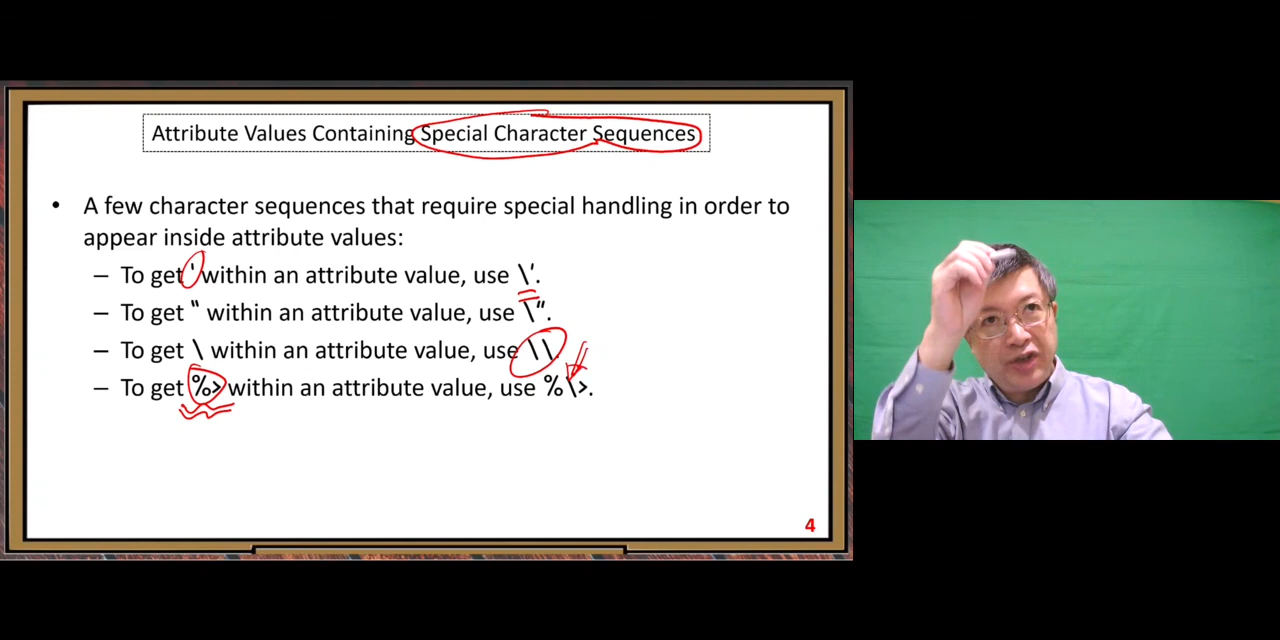 Attribute Values Containing Special Character Sequences
• A few character sequences that require special handling in order to
appear inside attribute values:
– To get ' within an attribute value, use \'.
– To get " within an attribute value, use \".
– To get \ within an attribute value, use \\.
– To get %> within an attribute value, use %\>.
4